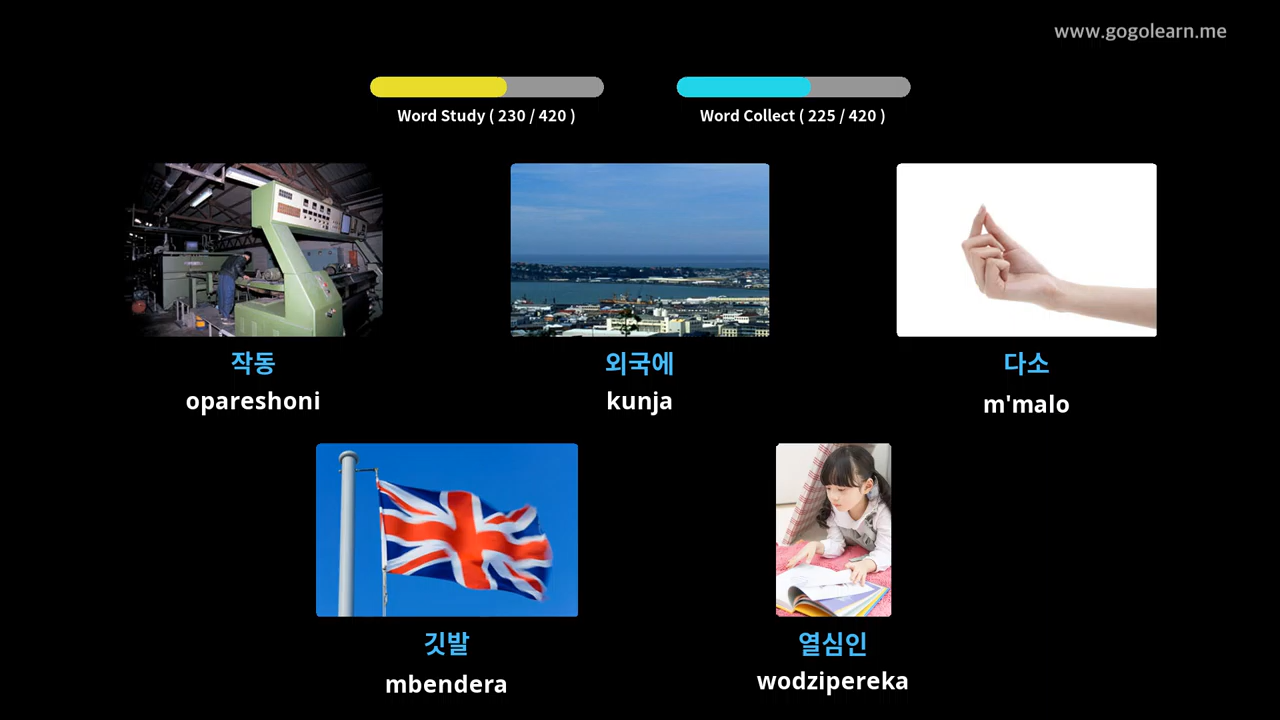 www.gogolearn.me
Word Study ( 230 / 420 )
Word Collect ( 225 / 420 )
작동
opareshoni
외국에
kunja
다소
m'malo
깃발
mbendera
열심인
wodzipereka